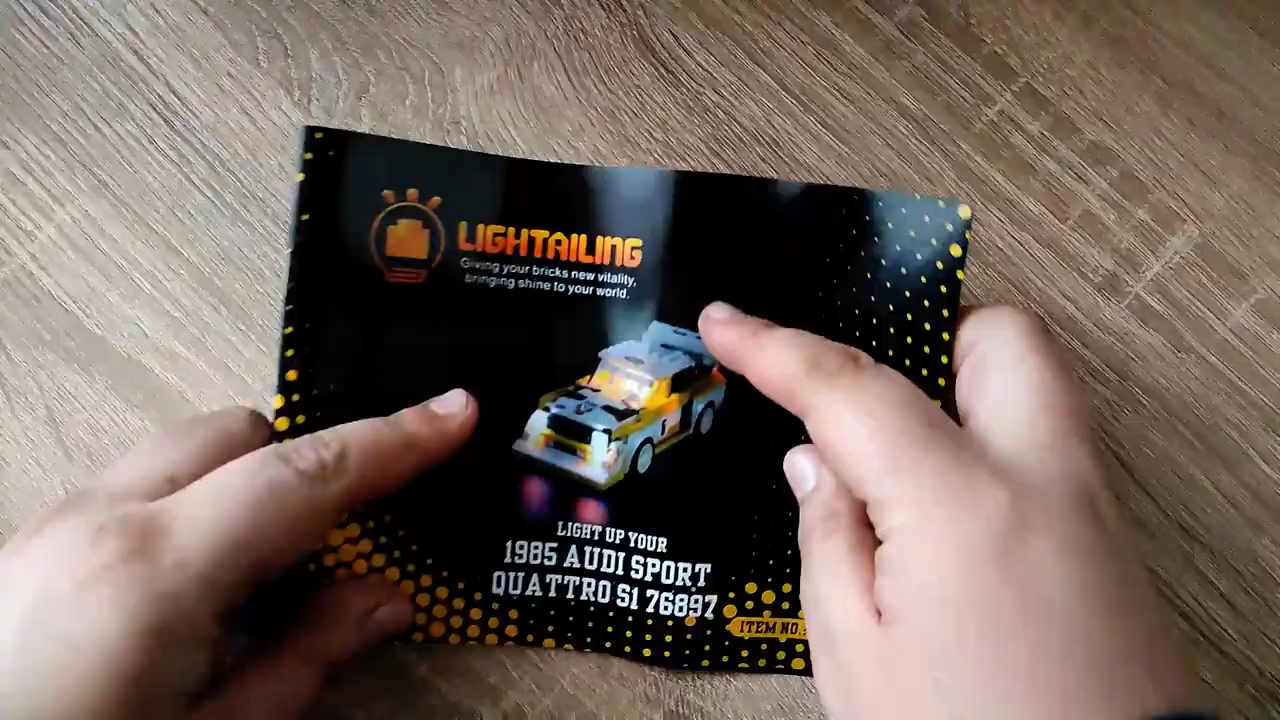 LIGHTAILING
Giving your bricks new vitality,
bringing shine to your world.
LIGHT UP YOUR
1985 AUDI SPORT
QUATTRO S1 76897
ITEM NO.: